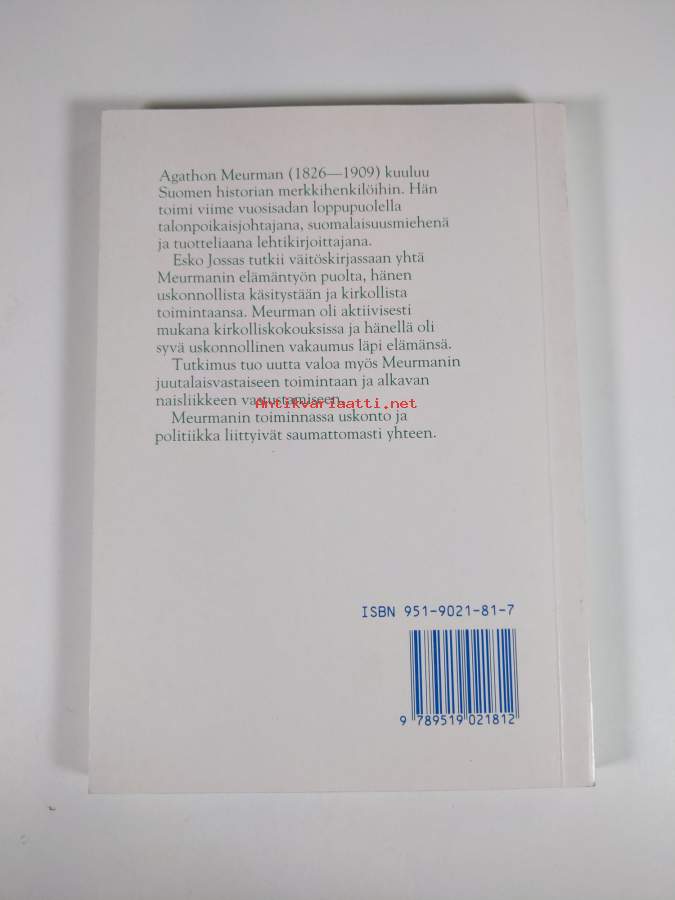 Agathon Meurman (1826—1909) kuuluu
Suomen historian merkkihenkilöihin. Hän
toimi viime vuosisadan loppupuolella
talonpoikaisjohtajana, suomalaisuusmiehenä
ja tuotteliaana lehtikirjoittajana.
Esko Jossas tutkii väitöskirjassaan yhtä
Meurmanin elämäntyön puolta, hänen
uskonnollista käsitystään ja kirkollista
toimintaansa. Meurman oli aktiivisesti
mukana kirkolliskokouksissa ja hänellä oli
syvä uskonnollinen vakaumus läpi elämänsä.
Tutkimus tuo uutta valoa myös Meurmanin
juutalaisvastaiseen toimintaan ja alkavan
naisliikkeen vastustamiseen.
Antikvariaatti.net
Meurmanin toiminnassa uskonto ja
politiikka liittyivät saumattomasti yhteen.
ISBN 951-9021-81-7
9 789519 021812